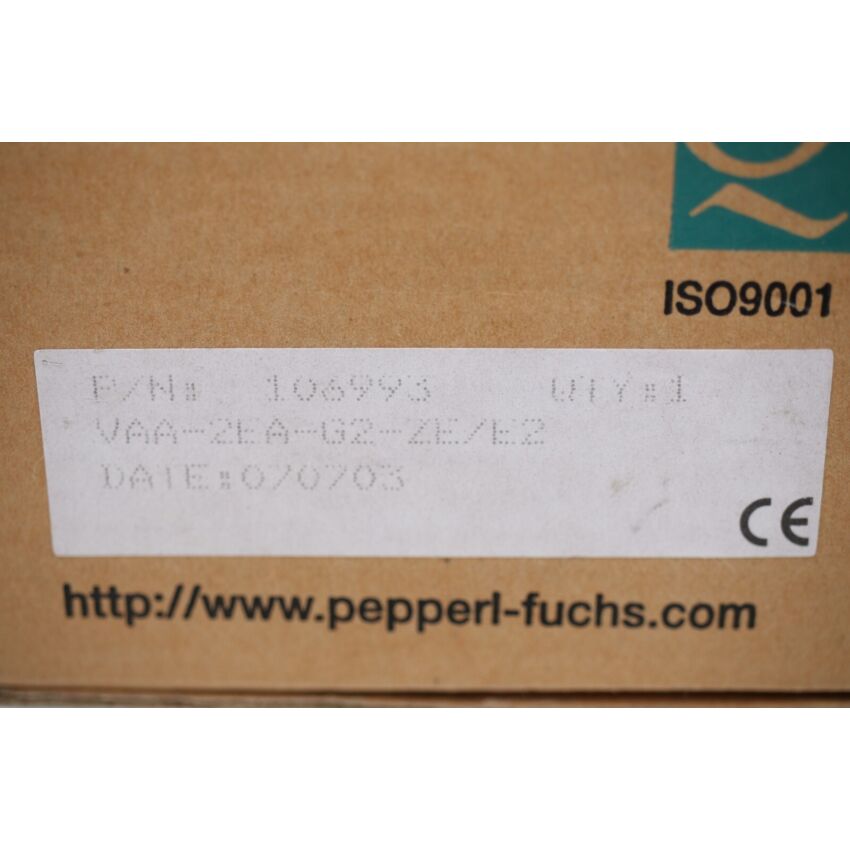 ISO9001
P/N: 106993 QTY:1
VAA-2EA-G2-ZE/E2
DATE:070703
CE
http://www.pepperl-fuchs.com